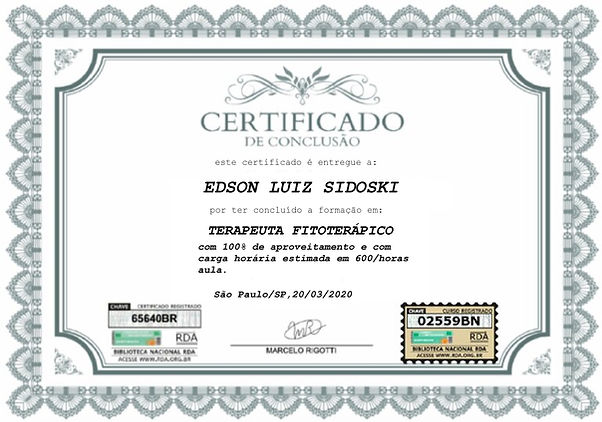 CERTIFICADO
DE CONCLUSÃO
este certificado é entregue a:
EDSON LUIZ SIDOSKI
por ter concluído a formação em:
TERAPEUTA FITOTERÁPICO
com 100% de aproveitamento e com
carga horária estimada em 600/horas
aula.
São Paulo/SP,20/03/2020
CHAVE CERTIFICADO REGISTRADO
65640BR
RDA
BIBLIOTECA NACIONAL RDA
ACESSE WWW.RDA.ORG.BR
MARCELO RIGOTTI
CHAVE CURSO REGISTRADO
02559BN
RDA
BIBLIOTECA NACIONAL RDA
ACESSE WWW.RDA.ORG.BR